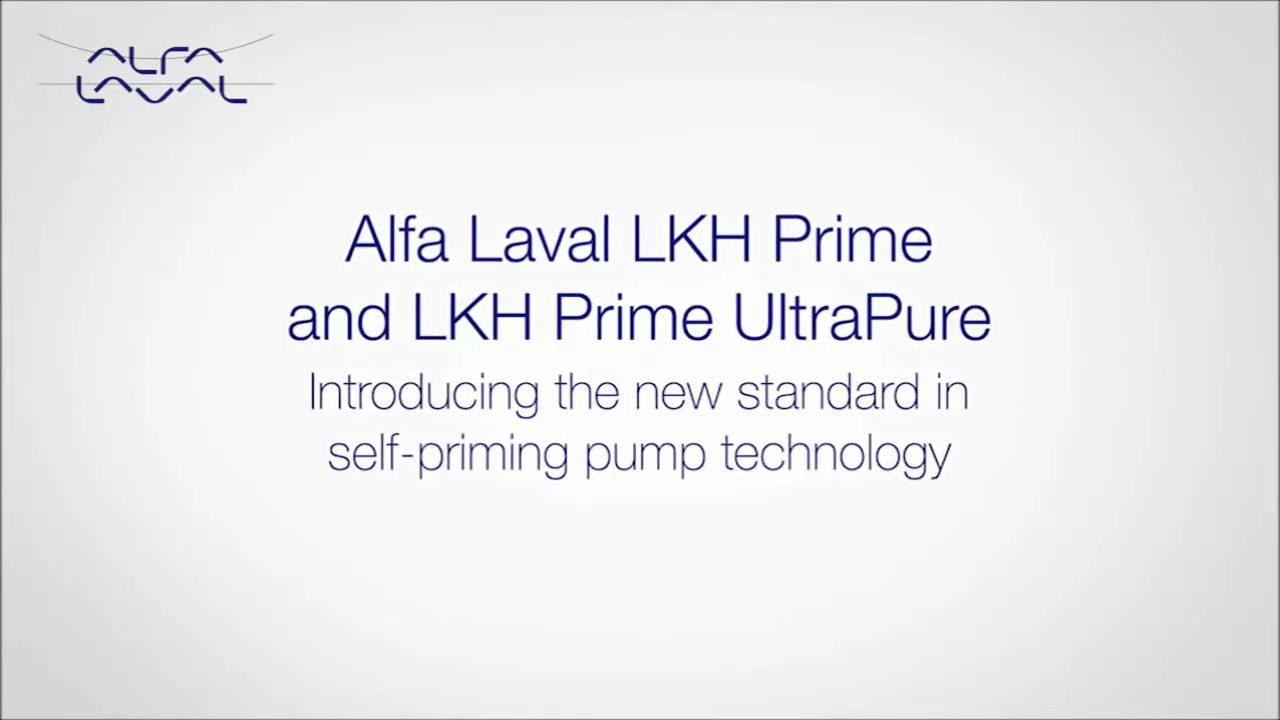 ALFA
LAVAL
Alfa Laval LKH Prime
and LKH Prime UltraPure
Introducing the new standard in
self-priming pump technology